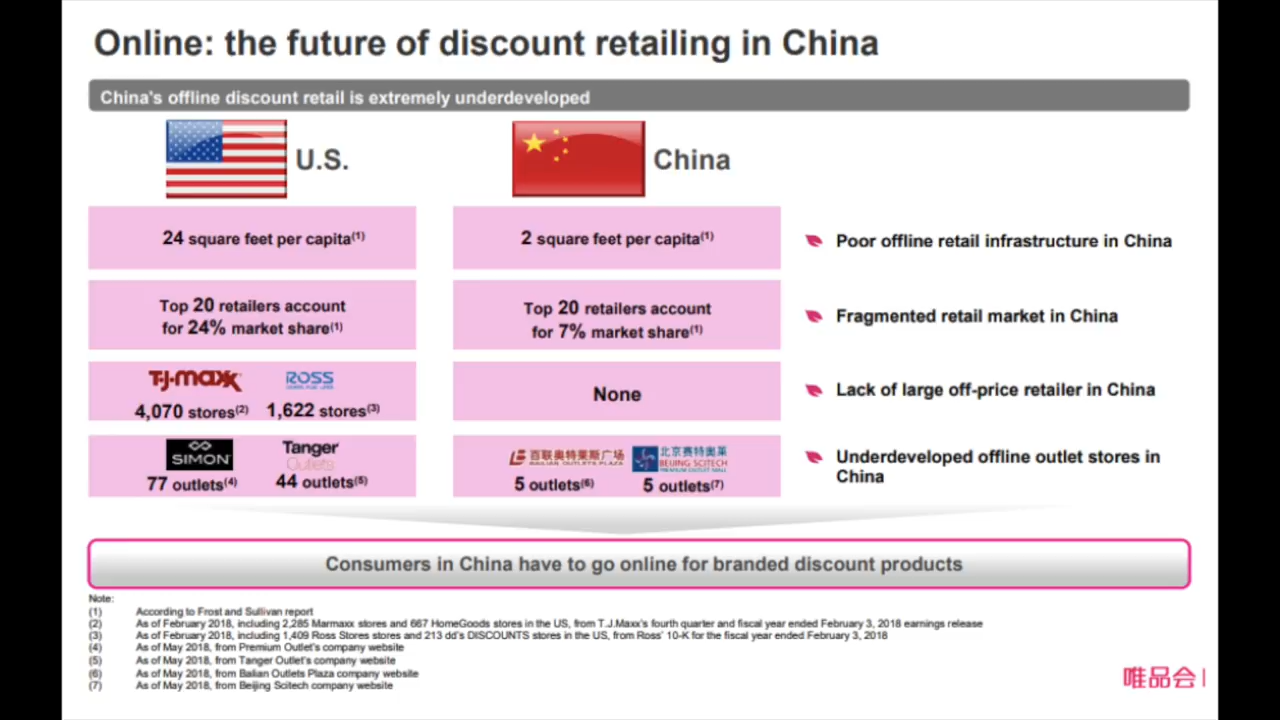 Online: the future of discount retailing in China
China's offline discount retail is extremely underdeveloped
U.S.
China
24 square feet per capita(1)
2 square feet per capita(1)
Poor offline retail infrastructure in China
Top 20 retailers account
for 24% market share(1)
Top 20 retailers account
for 7% market share(1)
Fragmented retail market in China
T·J·maxx
ROSS
DRESS FOR LESS
4,070 stores(2)
1,622 stores(3)
None
Lack of large off-price retailer in China
SIMON
Tanger
Outlets
77 outlets(4)
44 outlets(5)
百联奥特莱斯广场
BAILIAN OUTLETS PLAZA
北京赛特奥莱
BEIJING SCITECH
PREMIUM OUTLET MALL
5 outlets(6)
5 outlets(7)
Underdeveloped offline outlet stores in
China
Consumers in China have to go online for branded discount products
Note:
(1) According to Frost and Sullivan report
(2) As of February 2018, including 2,285 Marmaxx stores and 667 HomeGoods stores in the US, from T.J.Maxx's fourth quarter and fiscal year ended February 3, 2018 earnings release
(3) As of February 2018, including 1,409 Ross Stores stores and 213 dd's DISCOUNTS stores in the US, from Ross' 10-K for the fiscal year ended February 3, 2018
(4) As of May 2018, from Premium Outlet's company website
(5) As of May 2018, from Tanger Outlet's company website
(6) As of May 2018, from Bailian Outlets Plaza company website
(7) As of May 2018, from Beijing Scitech company website
唯品会